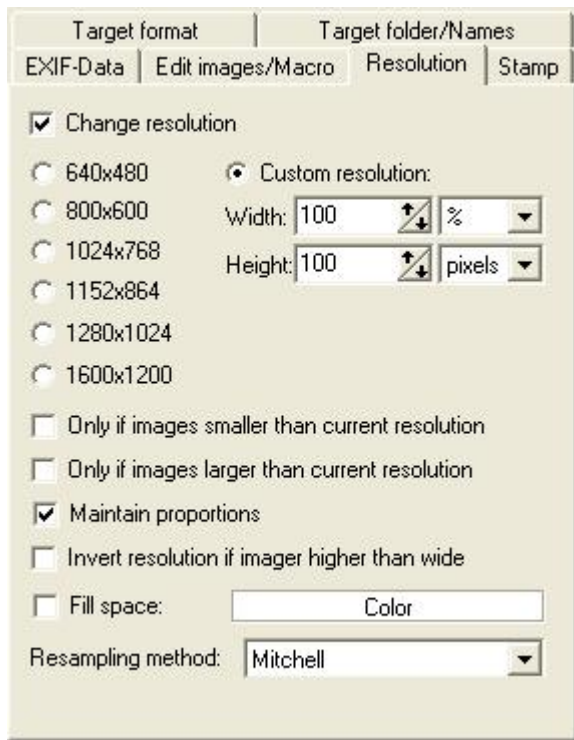 Target format
Target folder/Names
EXIF-Data
Edit images/Macro
Resolution
Stamp
Change resolution
640x480
Custom resolution:
800x600
Width: 100 %
1024x768
Height: 100 pixels
1152x864
1280x1024
1600x1200
Only if images smaller than current resolution
Only if images larger than current resolution
Maintain proportions
Invert resolution if imager higher than wide
Fill space: Color
Resampling method: Mitchell